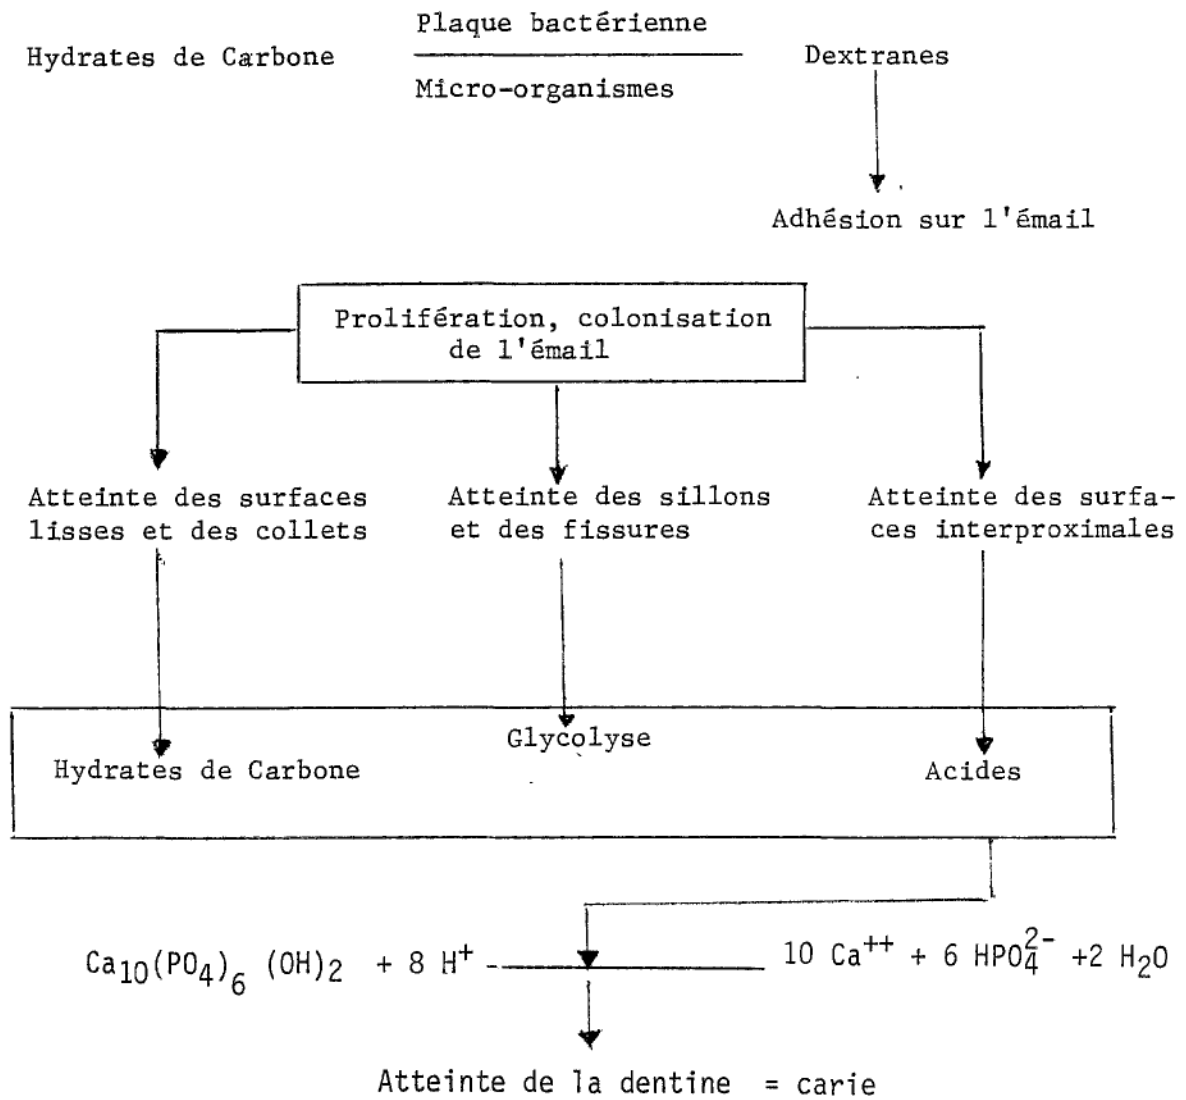 Plaque bactérienne
Hydrates de Carbone
Dextranes
Micro-organismes
Adhésion sur l'émail
Prolifération, colonisation
de l'émail
Atteinte des surfaces
lisses et des collets
Atteinte des sillons
et des fissures
Atteinte des surfa-
ces interproximales
Glycolyse
Hydrates de Carbone
Acides
Ca10(PO4)6 (OH)2 + 8 H+ 10 Ca++ + 6 HPO4 2- +2 H2O
Atteinte de la dentine = carie